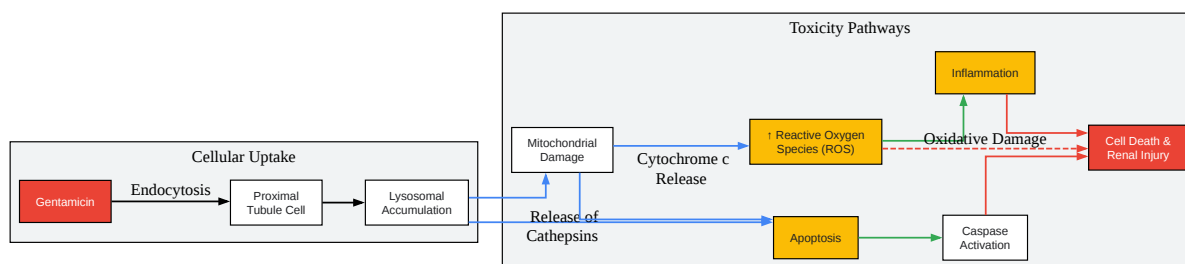 Toxicity Pathways
Inflammation
Mitochondrial
Damage
↑ Reactive Oxygen
Species (ROS)
Oxidative Damage
Cell Death &
Renal Injury
Cellular Uptake
Cytochrome c
Release
Gentamicin
Endocytosis
Proximal
Tubule Cell
Lysosomal
Accumulation
Release of
Cathepsins
Apoptosis
Caspase
Activation